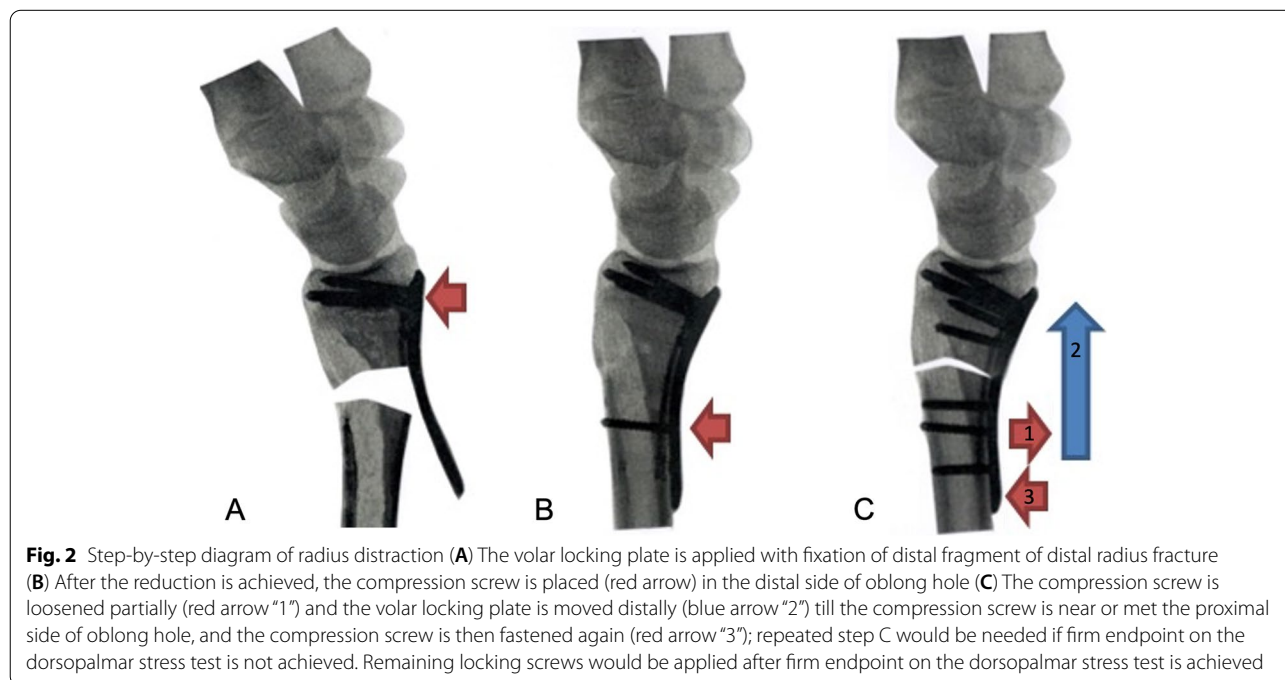 2
1
3
A
B
C
Fig. 2 Step-by-step diagram of radius distraction (A) The volar locking plate is applied with fixation of distal fragment of distal radius fracture
(B) After the reduction is achieved, the compression screw is placed (red arrow) in the distal side of oblong hole (C) The compression screw is
loosened partially (red arrow “1”) and the volar locking plate is moved distally (blue arrow “2”) till the compression screw is near or met the proximal
side of oblong hole, and the compression screw is then fastened again (red arrow “3”); repeated step C would be needed if firm endpoint on the
dorsopalmar stress test is not achieved. Remaining locking screws would be applied after firm endpoint on the dorsopalmar stress test is achieved